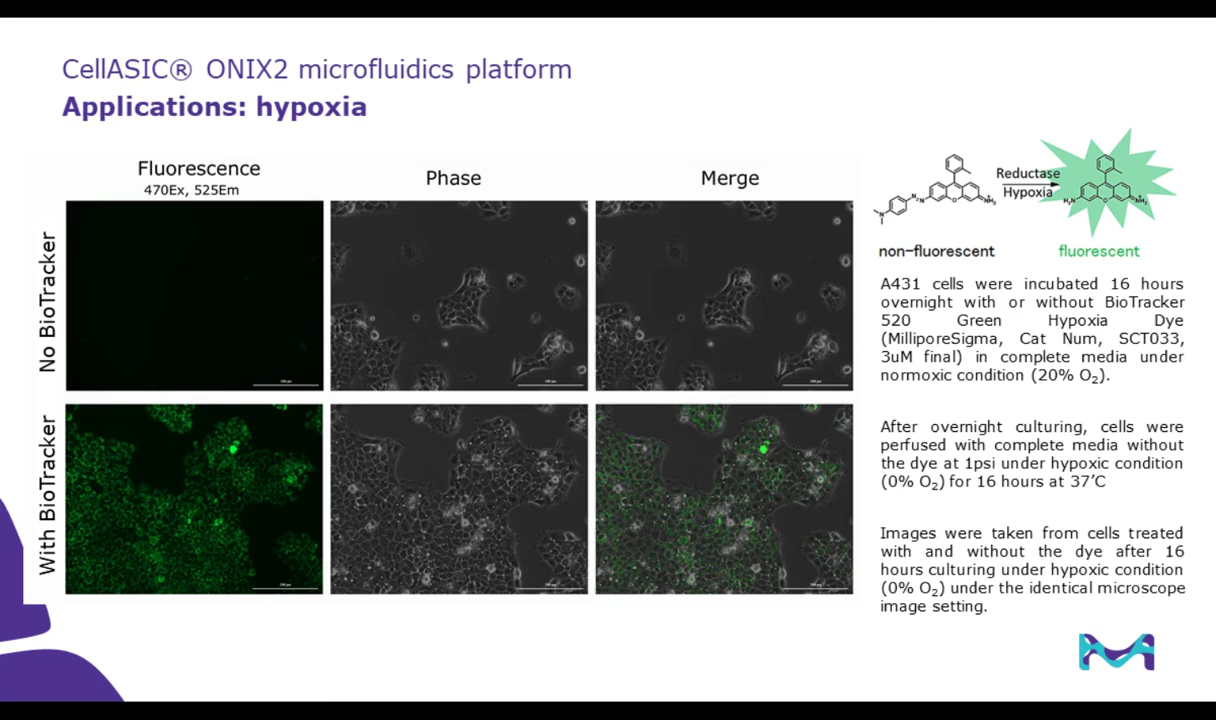 CellASIC® ONIX2 microfluidics platform
Applications: hypoxia
Fluorescence
470Ex, 525Em
Phase
Merge
No BioTracker
With BioTracker
Reductase
Hypoxia
non-fluorescent
fluorescent
A431 cells were incubated 16 hours
overnight with or without BioTracker
520 Green Hypoxia Dye
(MilliporeSigma, Cat Num, SCT033,
3uM final) in complete media under
normoxic condition (20% O₂).
After overnight culturing, cells were
perfused with complete media without
the dye at 1psi under hypoxic condition
(0% O₂) for 16 hours at 37’C
Images were taken from cells treated
with and without the dye after 16
hours culturing under hypoxic condition
(0% O₂) under the identical microscope
image setting.